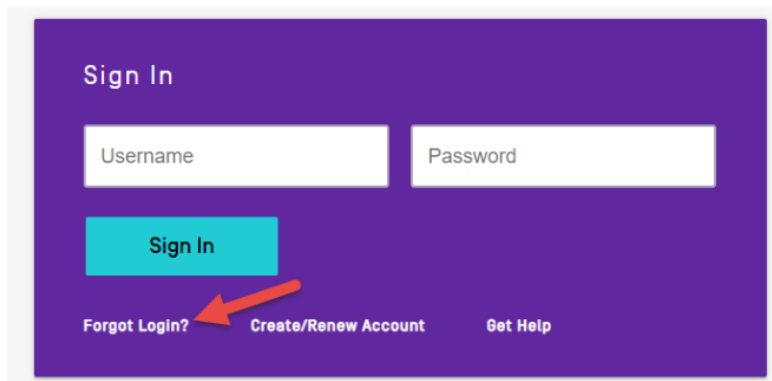 Sign In
Username Password
Sign In
Forgot Login? Create/Renew Account Get Help